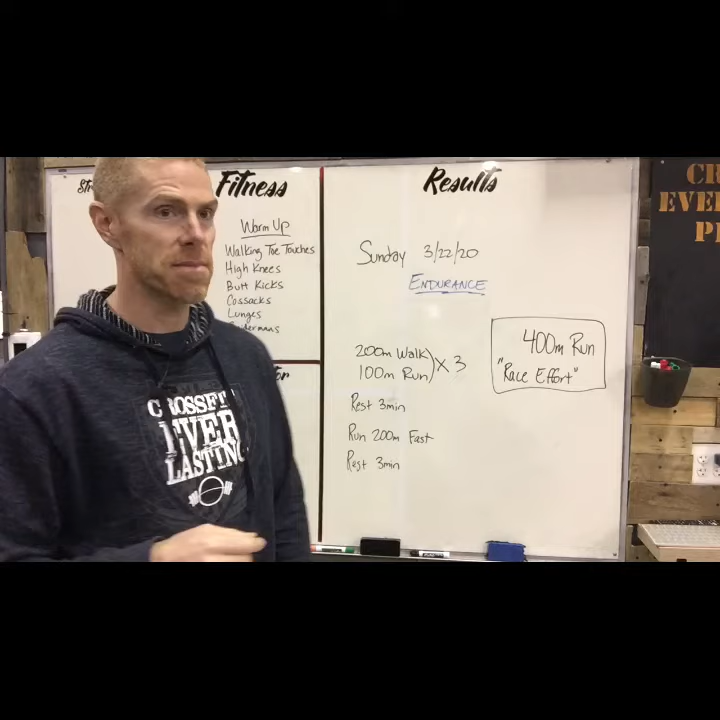 Fitness
Warm Up
Walking Toe Touches
High Knees
Butt Kicks
Cossacks
Lunges
Results
Sunday 3/22/20
ENDURANCE
200m Walk
100m Run
) X 3
Rest 3min
Run 200m Fast
Rest 3min
400m Run
"Race Effort"
CROSSFIT
EVER
LASTING